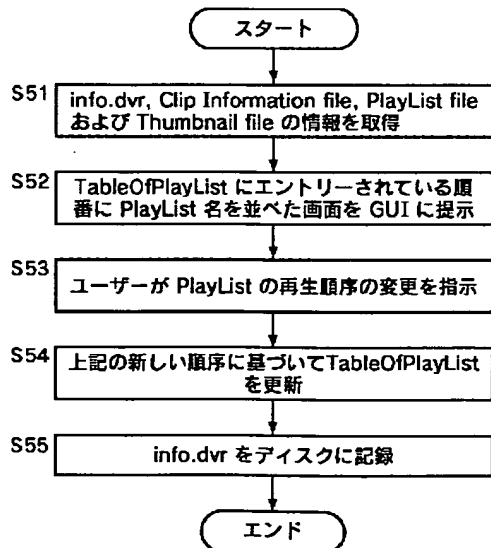 スタート
S51
info.dvr, Clip Information file, PlayList file
および Thumbnail file の情報を取得
S52
TableOfPlayList にエントリーされている順
番に PlayList 名を並べた画面を GUI に提示
S53
ユーザーが PlayList の再生順序の変更を指示
S54
上記の新しい順序に基づいてTableOfPlayList
を更新
S55
info.dvr をディスクに記録
エンド